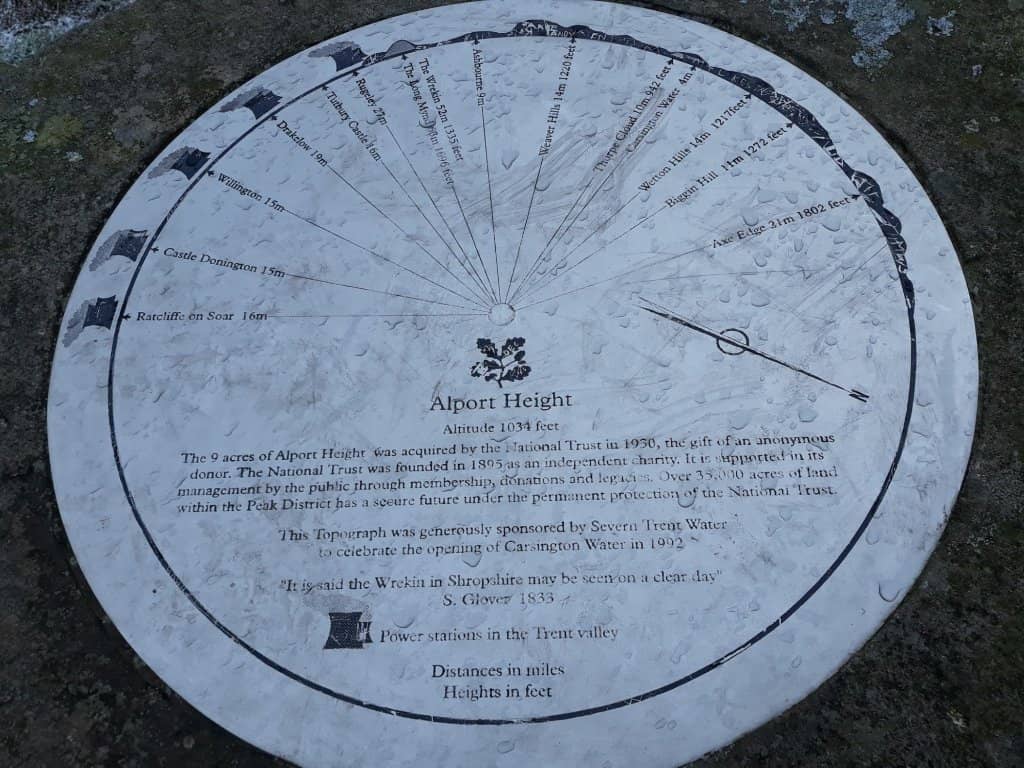 Ratcliffe on Soar 16m
Castle Donington 15m
Willington 15m
Drakelow 19m
Tutbury Castle 16m
Rugeley 27m
The Long Mynd 1696 feet
The Wrekin 52m 1335 feet
Ashbourne 9m
Weaver Hills 14m 1220 feet
Thorpe Cloud 10m 942 feet
Carsington Water 4m
Wetton Hills 14m 1217feet
Biggin Hill 11m 1272 feet
Axe Edge 21m 1802 feet
N
Alport Height
Altitude 1034 feet
The 9 acres of Alport Height was acquired by the National Trust in 1930, the gift of an anonymous
donor. The National Trust was founded in 1895 as an independent charity. It is supported in its
management by the public through membership, donations and legacies. Over 35,000 acres of land
within the Peak District has a secure future under the permanent protection of the National Trust.
This Topograph was generously sponsored by Severn Trent Water
to celebrate the opening of Carsington Water in 1992
"It is said the Wrekin in Shropshire may be seen on a clear day"
S. Glover 1833
Power stations in the Trent valley
Distances in miles
Heights in feet